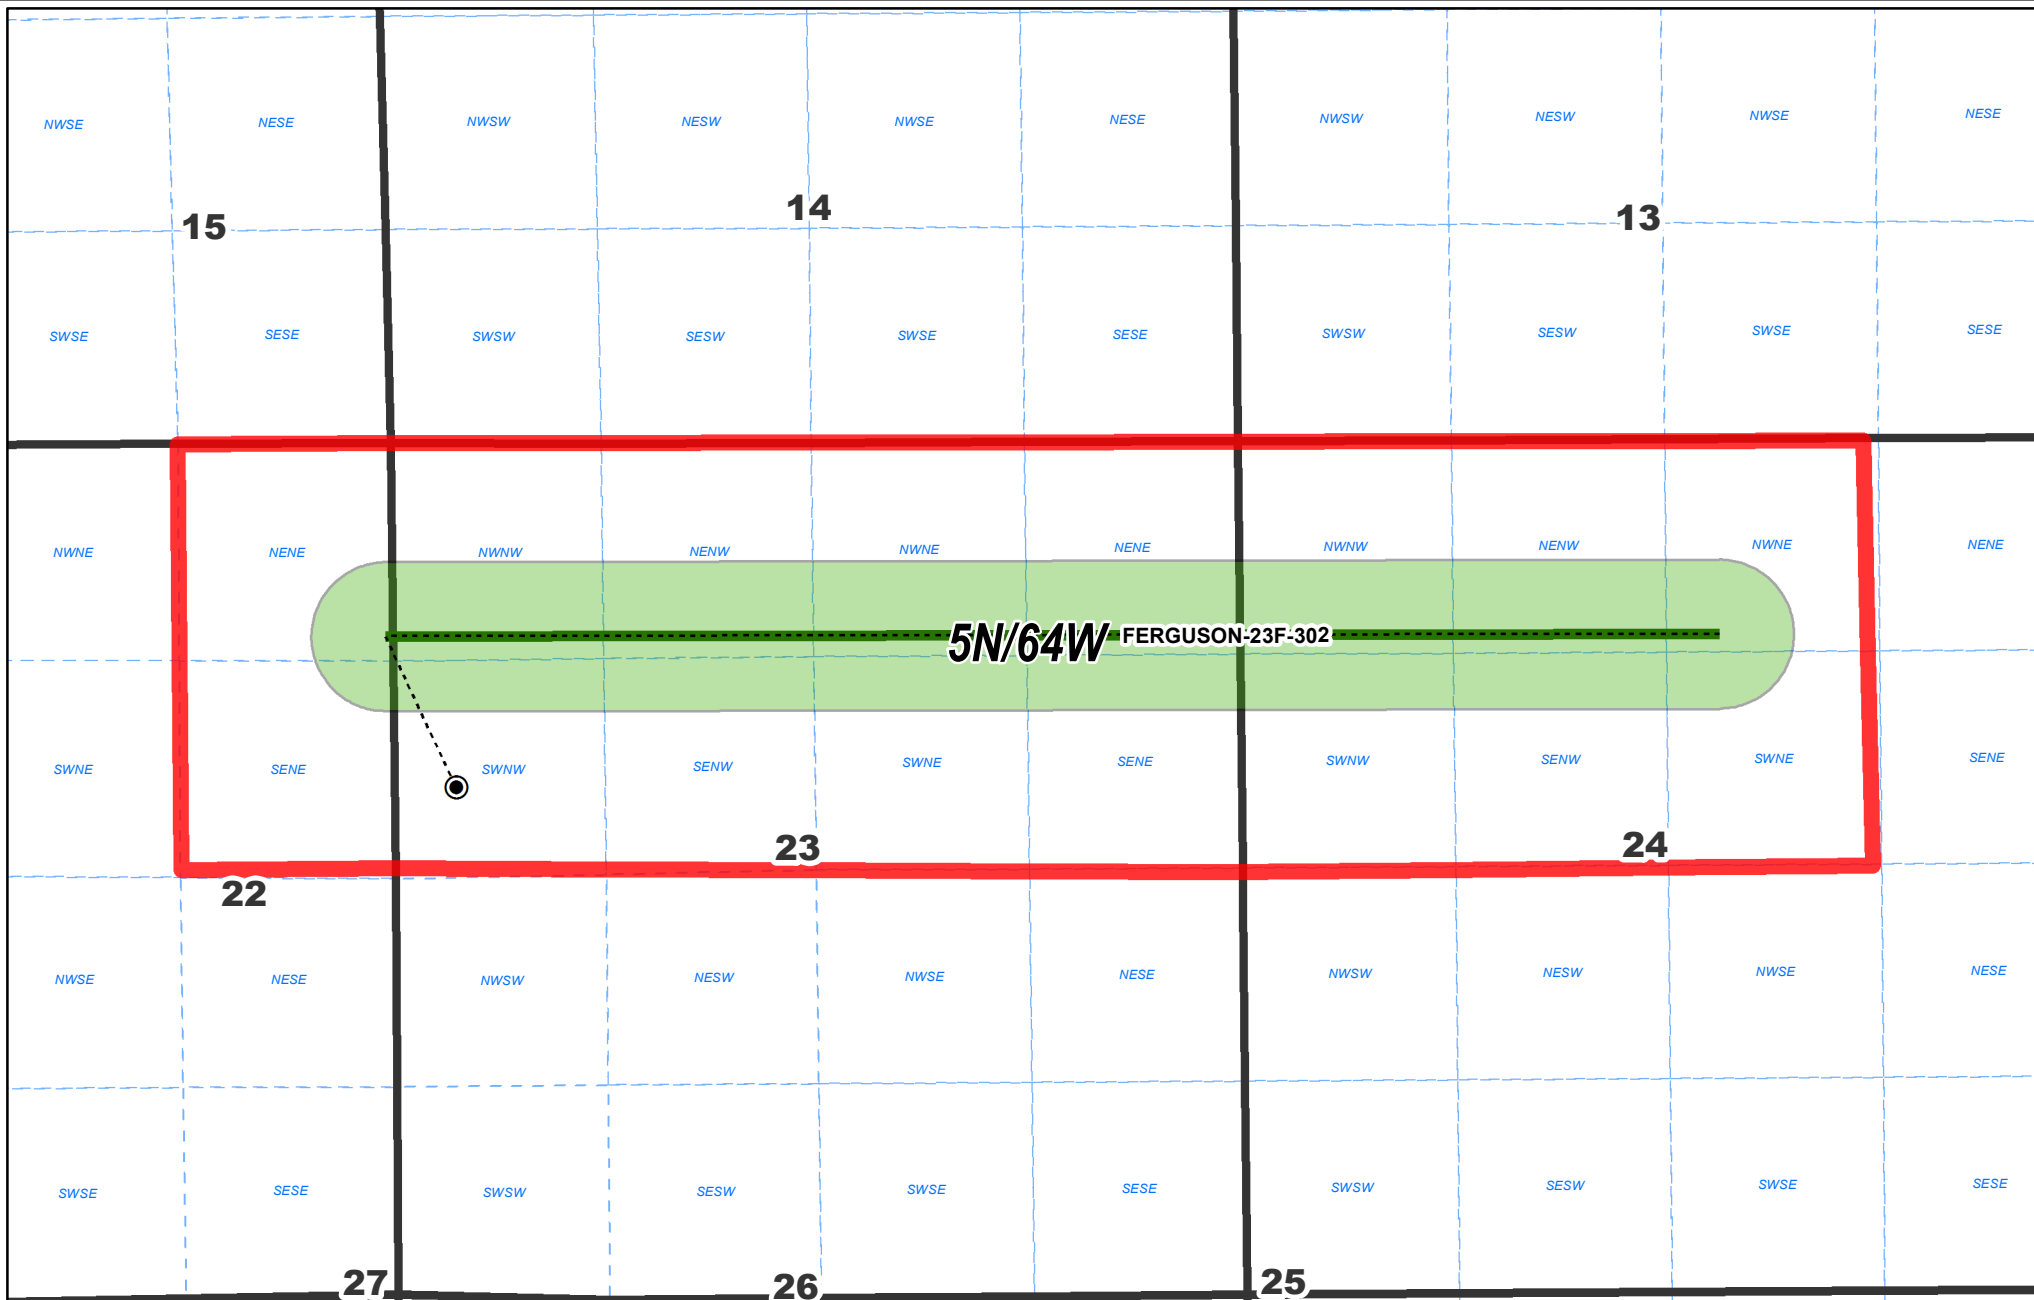 NWSE NESE NWSW NESW NWSE NESE NWSW NESW NWSE NESE
15 14 13
SWSE SESE SWSW SESW SWSE SESE SWSW SESW SWSE SESE
NWNE NENE NWNW NENW NWNE NENE NWNW NENW NWNE NENE
5N/64W FERGUSON-23F-302
SWNE SENE SWNW SENW SWNE SENE SWNW SENW SWNE SENE
23 24
22
NWSE NESE NWSW NESW NWSE NESE NWSW NESW NWSE NESE
SWSE SESE SWSW SESW SWSE SESE SWSW SESW SWSE SESE
27 26 25